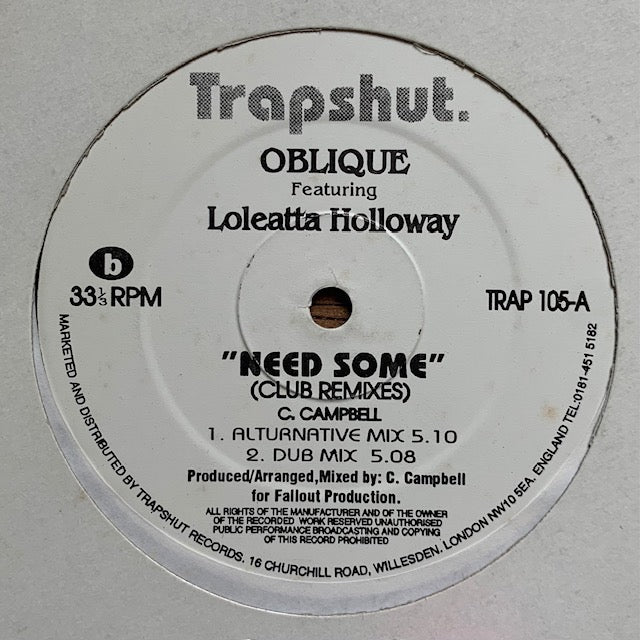 Trapshut.
OBLIQUE
Featuring
Loleatta Holloway
b
33⅓ RPM
TRAP 105-A
"NEED SOME"
(CLUB REMIXES)
C. CAMPBELL
1. ALTURNATIVE MIX 5.10
2. DUB MIX 5.08
Produced/Arranged,Mixed by: C. Campbell
for Fallout Production.
ALL RIGHTS OF THE MANUFACTURER AND OF THE OWNER
OF THE RECORDED WORK RESERVED UNAUTHORISED
PUBLIC PERFORMANCE BROADCASTING AND COPYING
OF THIS RECORD PROHIBITED
MARKETED AND DISTRIBUTED BY TRAPSHUT RECORDS, 16 CHURCHILL ROAD, WILLESDEN, LONDON NW10 5EA. ENGLAND TEL:0181-451 5182